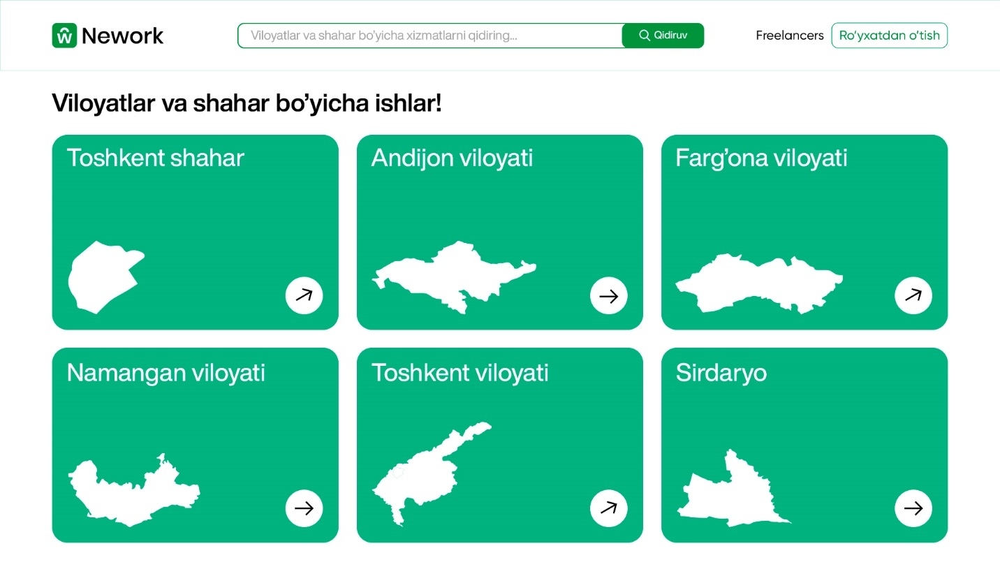 Nework
Viloyatlar va shahar bo'yicha xizmatlarni qidiring...
Qidiruv
Freelancers
Ro‘yxatdan o‘tish
Viloyatlar va shahar bo’yicha ishlar!
Toshkent shahar
Andijon viloyati
Farg’ona viloyati
Namangan viloyati
Toshkent viloyati
Sirdaryo